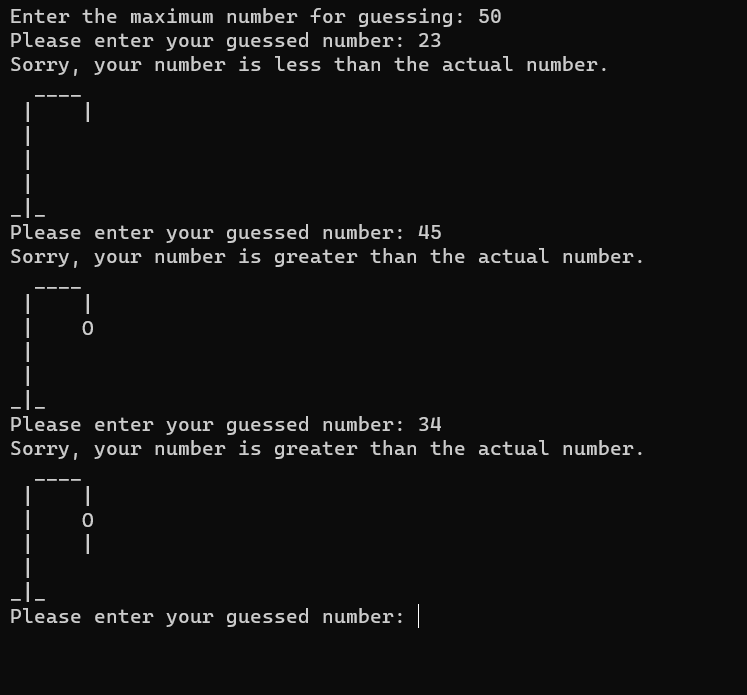 Enter the maximum number for guessing: 50
Please enter your guessed number: 23
Sorry, your number is less than the actual number.
  ____
 |    |
 |
 |
 |
_|_
Please enter your guessed number: 45
Sorry, your number is greater than the actual number.
  ____
 |    |
 |    O
 |
 |
_|_
Please enter your guessed number: 34
Sorry, your number is greater than the actual number.
  ____
 |    |
 |    O
 |    |
 |
_|_
Please enter your guessed number: